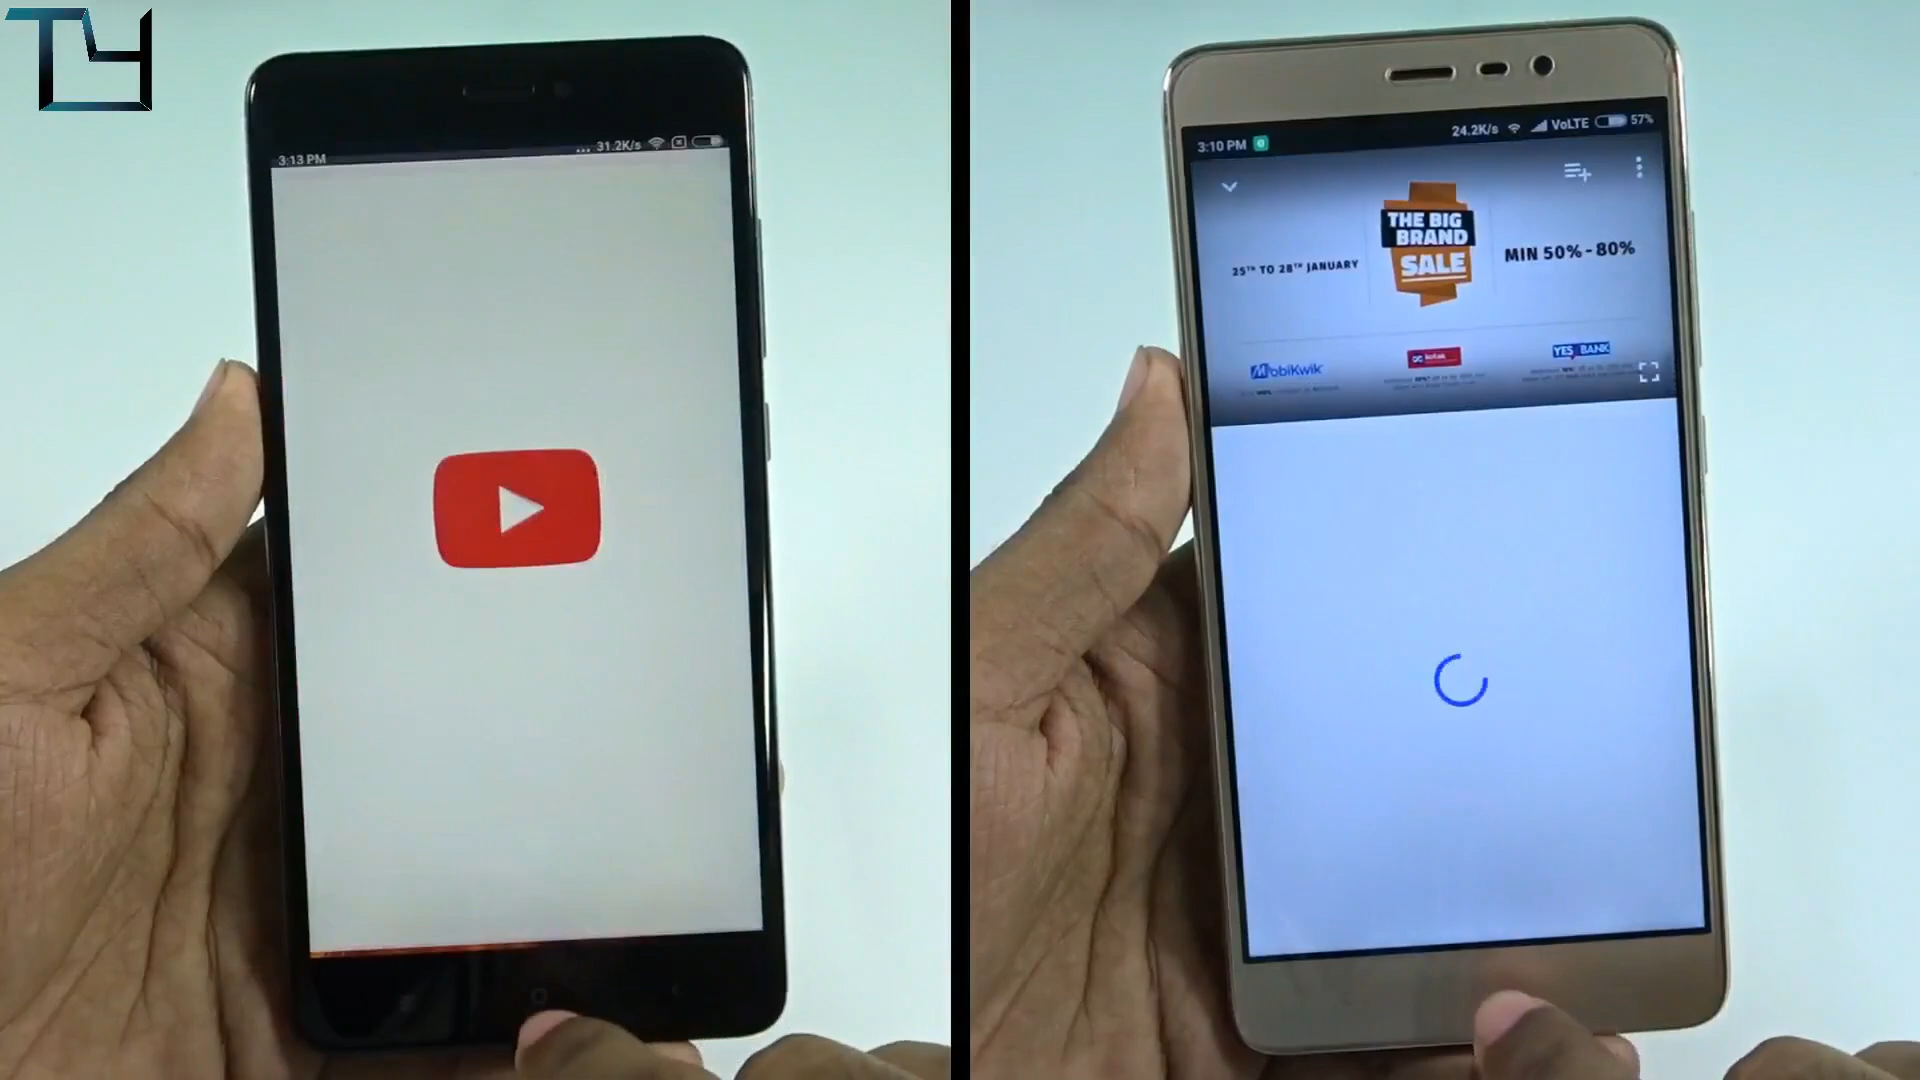 TY
3:13 PM
... 31.2K/s
3:10 PM
24.2K/s
VoLTE
57%
THE BIG
BRAND
SALE
25TH TO 28TH JANUARY
MIN 50% - 80%
MobiKwik
kotak
YES BANK